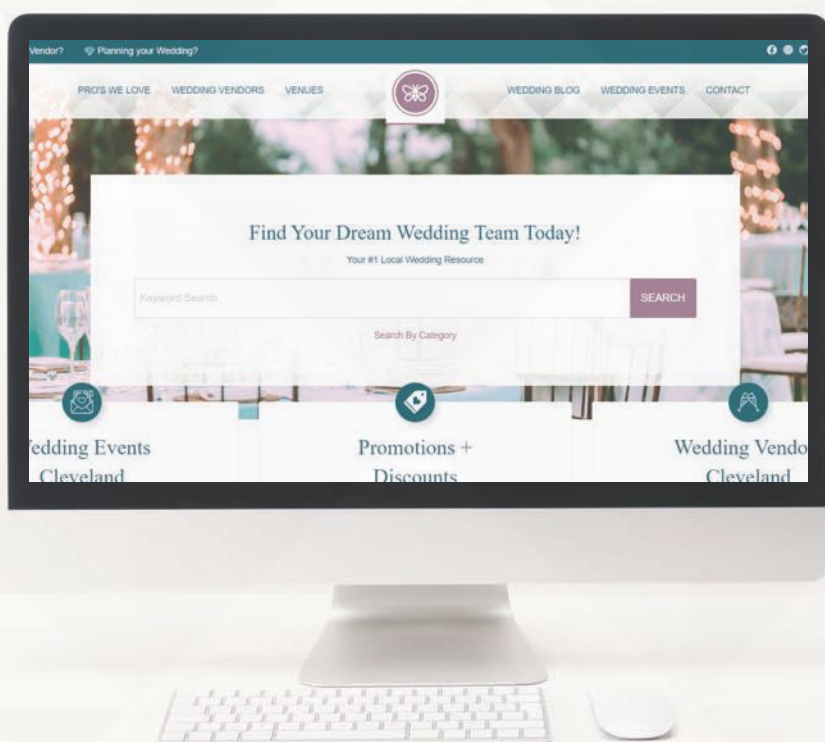 Vendor? Planning your Wedding?
PRO'S WE LOVE WEDDING VENDORS VENUES WEDDING BLOG WEDDING EVENTS CONTACT
Find Your Dream Wedding Team Today!
Your #1 Local Wedding Resource
Keyword Search
SEARCH
Search By Category
edding Events
Cleveland
Promotions +
Discounts
Wedding Vendo
Cleveland